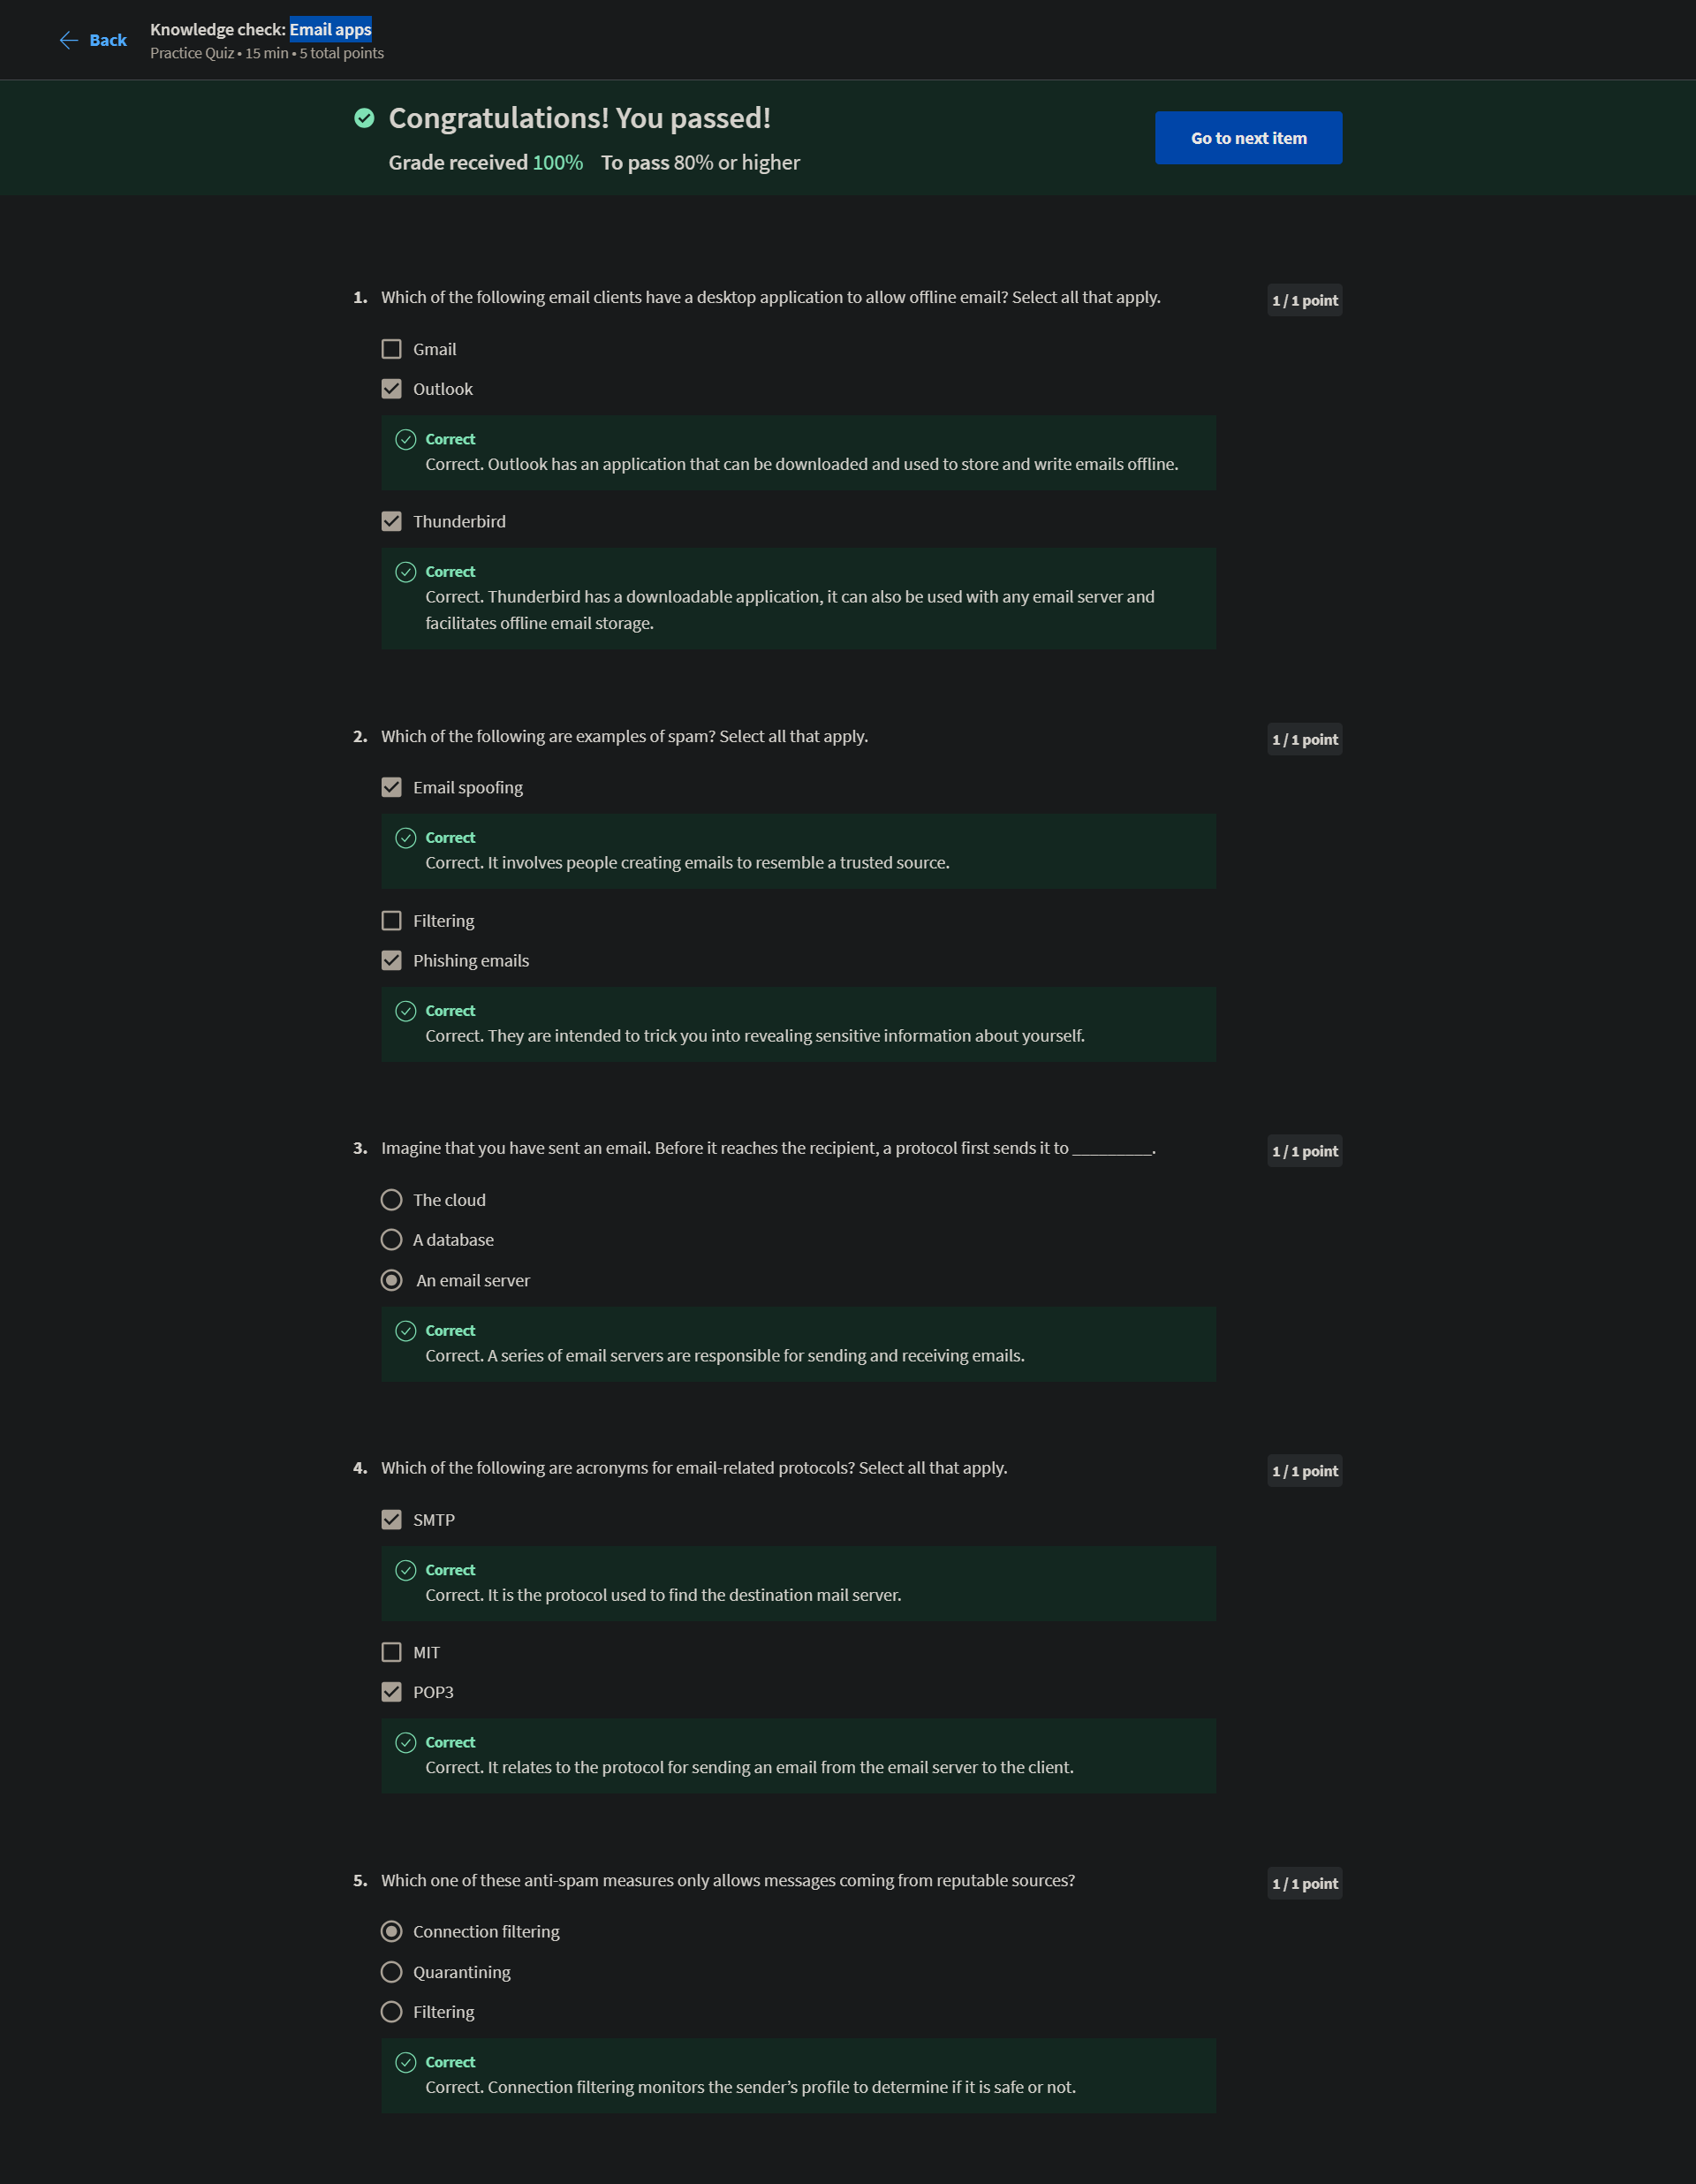 Back
Knowledge check: Email apps
Practice Quiz • 15 min • 5 total points
Congratulations! You passed!
Grade received 100% To pass 80% or higher
Go to next item
1. Which of the following email clients have a desktop application to allow offline email? Select all that apply.
1 / 1 point
Gmail
Outlook
Correct
Correct. Outlook has an application that can be downloaded and used to store and write emails offline.
Thunderbird
Correct
Correct. Thunderbird has a downloadable application, it can also be used with any email server and
facilitates offline email storage.
2. Which of the following are examples of spam? Select all that apply.
1 / 1 point
Email spoofing
Correct
Correct. It involves people creating emails to resemble a trusted source.
Filtering
Phishing emails
Correct
Correct. They are intended to trick you into revealing sensitive information about yourself.
3. Imagine that you have sent an email. Before it reaches the recipient, a protocol first sends it to _________.
1 / 1 point
The cloud
A database
An email server
Correct
Correct. A series of email servers are responsible for sending and receiving emails.
4. Which of the following are acronyms for email-related protocols? Select all that apply.
1 / 1 point
SMTP
Correct
Correct. It is the protocol used to find the destination mail server.
MIT
POP3
Correct
Correct. It relates to the protocol for sending an email from the email server to the client.
5. Which one of these anti-spam measures only allows messages coming from reputable sources?
1 / 1 point
Connection filtering
Quarantining
Filtering
Correct
Correct. Connection filtering monitors the sender’s profile to determine if it is safe or not.